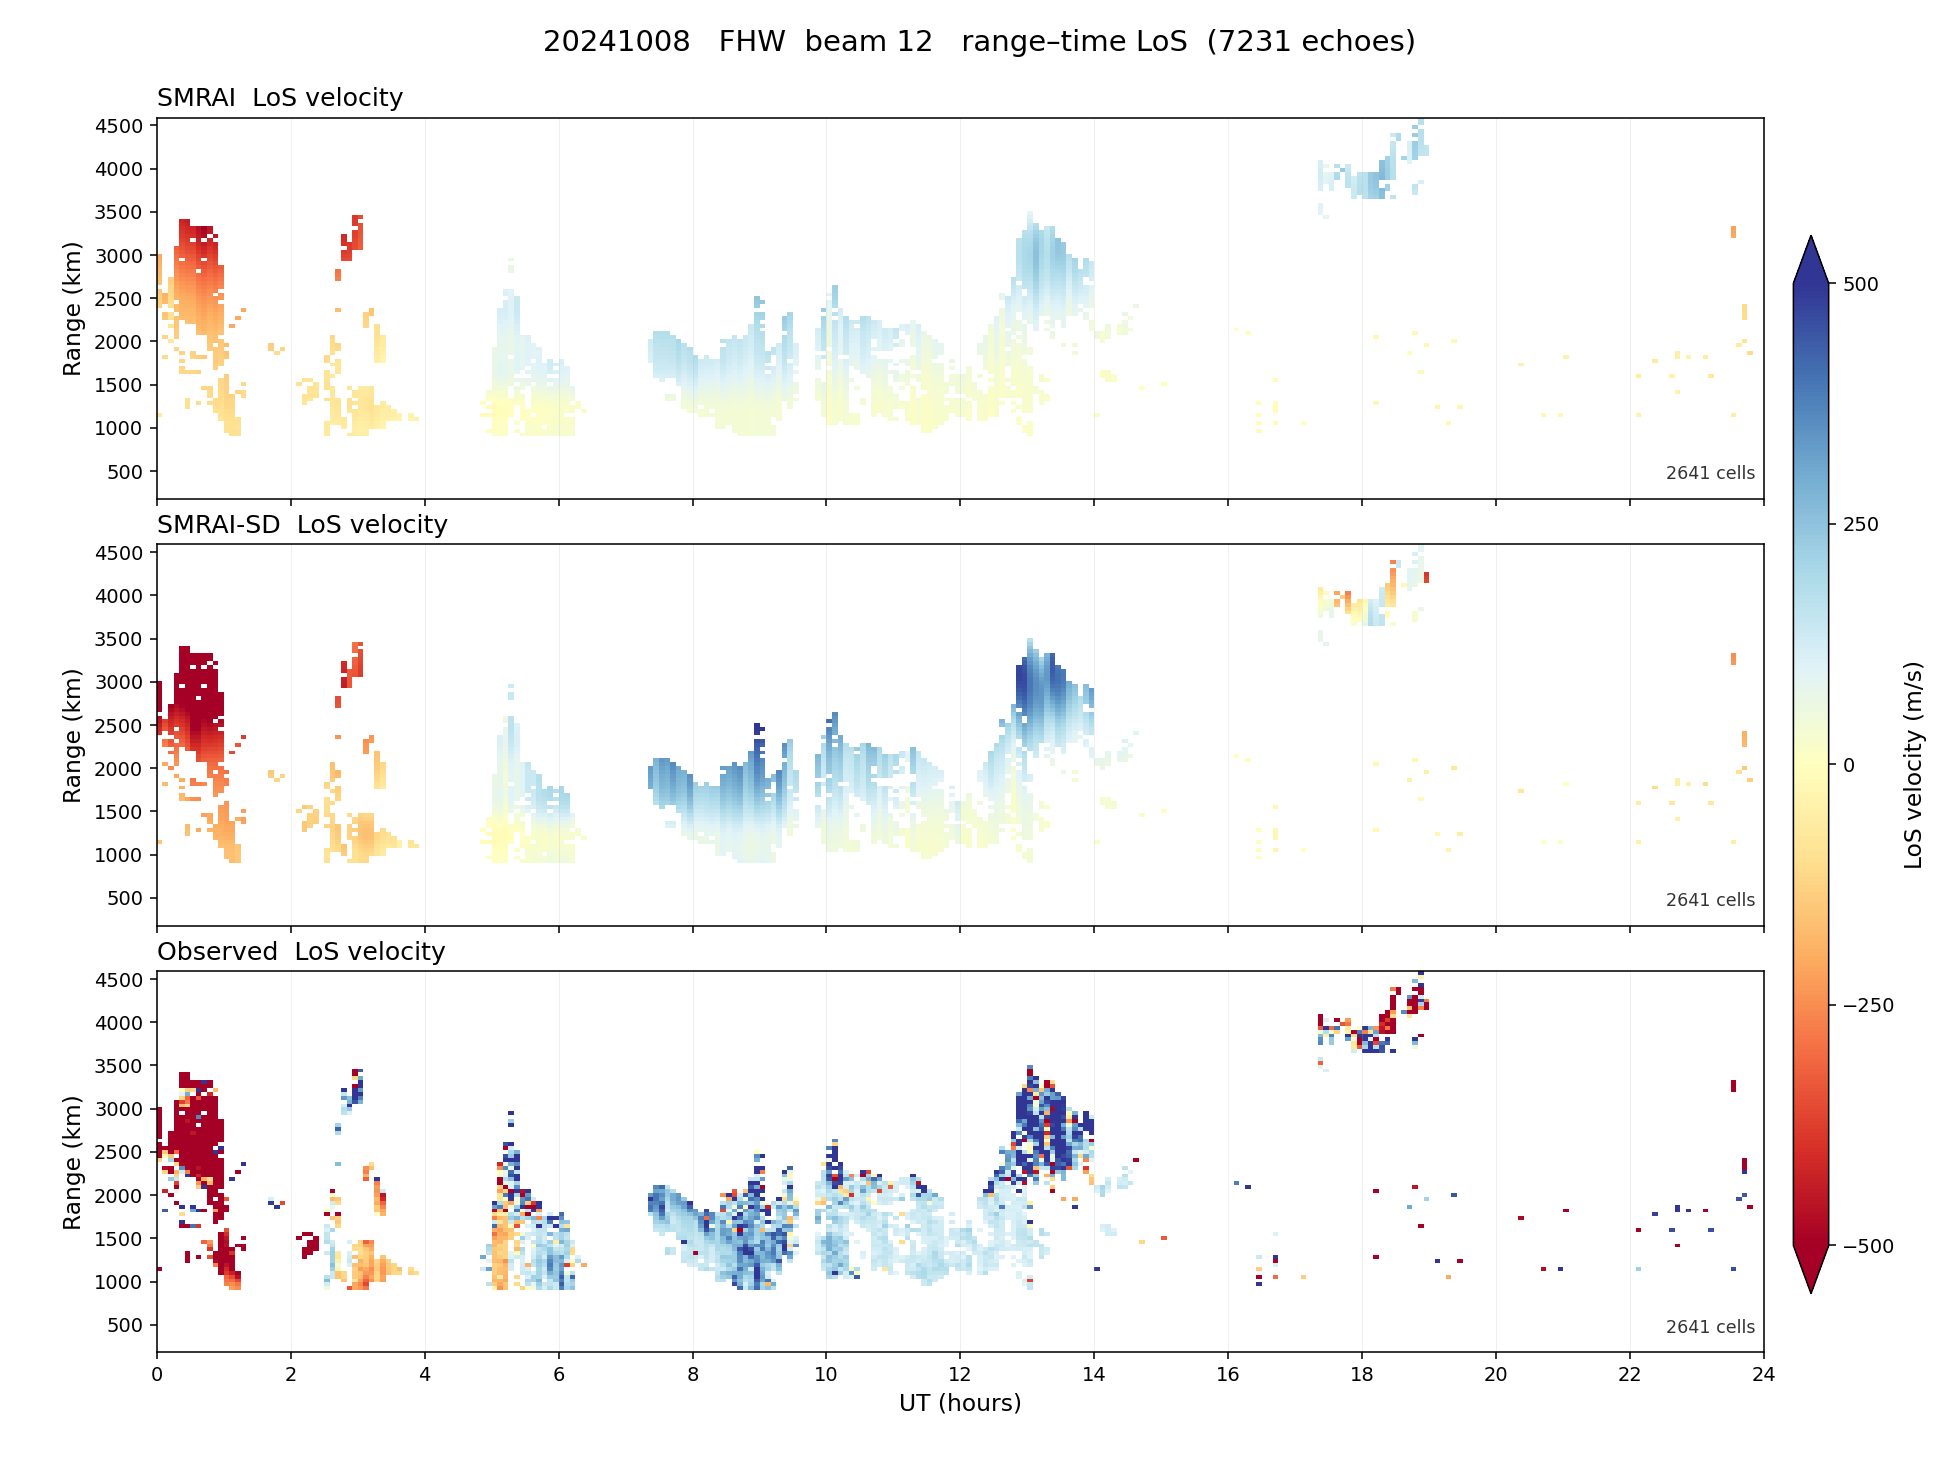 20241008   FHW  beam 12   range–time LoS  (7231 echoes)
SMRAI  LoS velocity
4500
4000
3500
3000
2500
2000
1500
1000
500
Range (km)
2641 cells
SMRAI-SD  LoS velocity
4500
4000
3500
3000
2500
2000
1500
1000
500
Range (km)
2641 cells
Observed  LoS velocity
4500
4000
3500
3000
2500
2000
1500
1000
500
Range (km)
2641 cells
0 2 4 6 8 10 12 14 16 18 20 22 24
UT (hours)
500
250
0
−250
−500
LoS velocity (m/s)